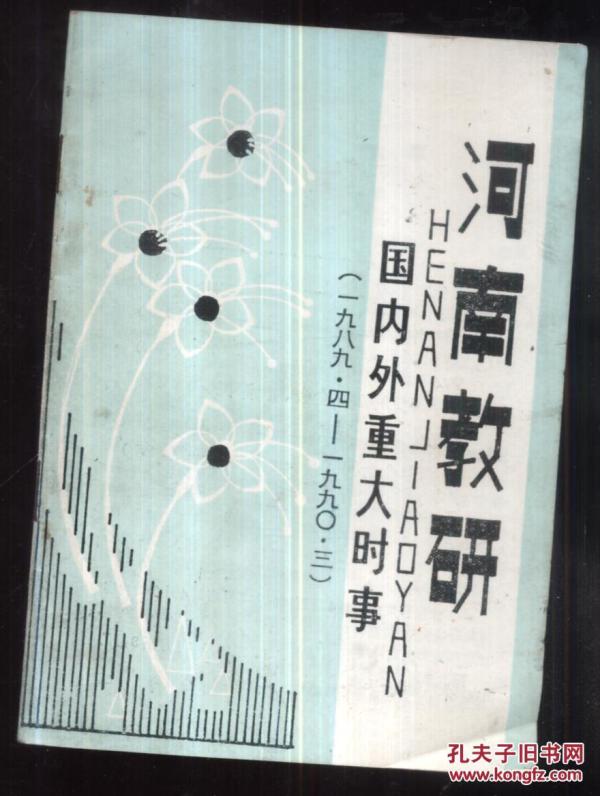 河南教研
HENAN JIAOYAN
国内外重大时事
（一九八九·四—一九九〇·三）
孔夫子旧书网
www.kongfz.com